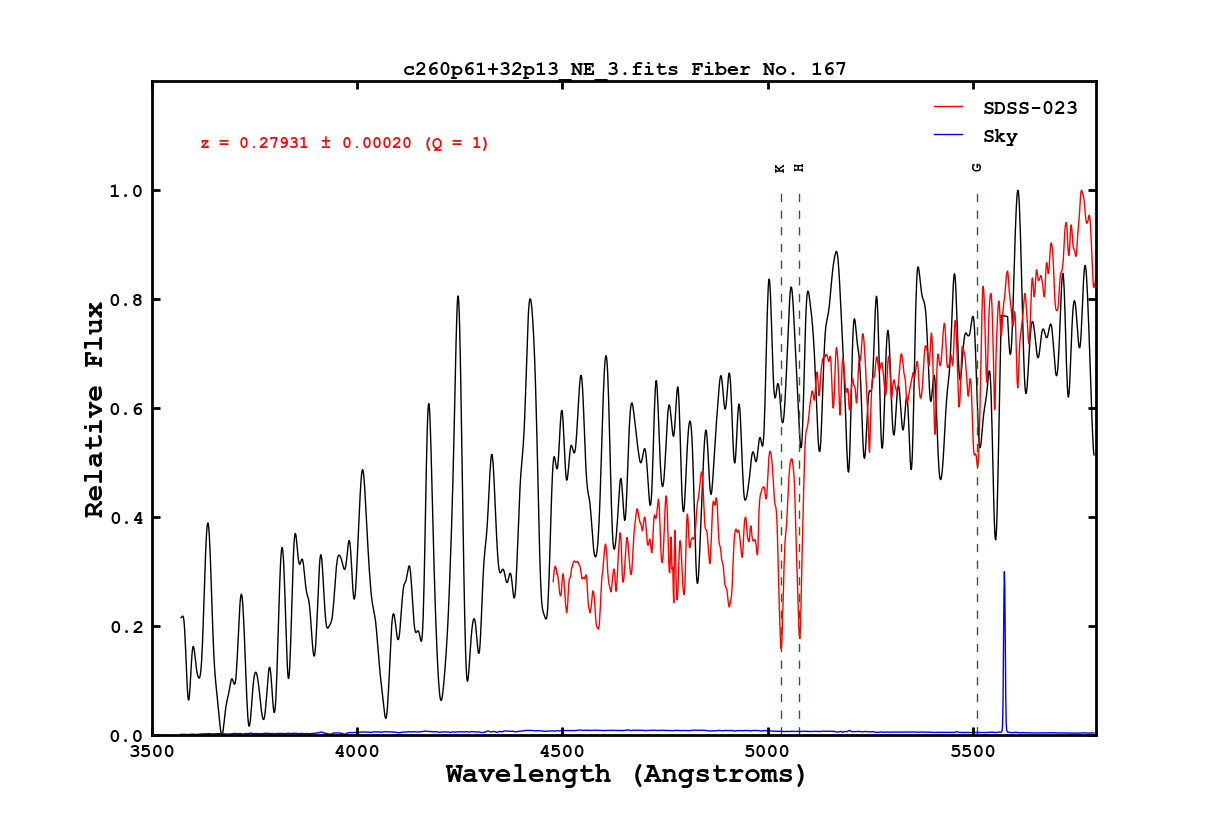 c260p61+32p13_NE_3.fits Fiber No. 167
SDSS-023
Sky
z = 0.27931 ± 0.00020 (Q = 1)
K H G
1.0
0.8
0.6
0.4
0.2
0.0
Relative Flux
3500 4000 4500 5000 5500
Wavelength (Angstroms)